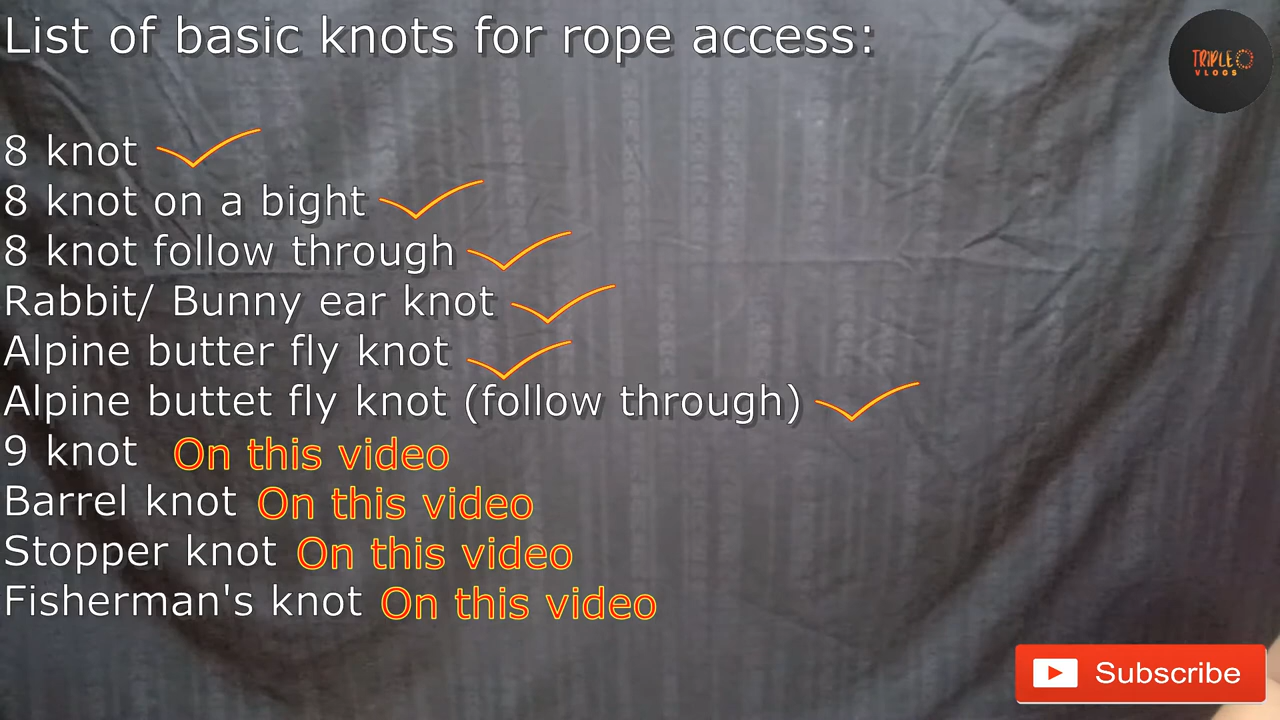 List of basic knots for rope access:
TRIPLE O
VLOGS
8 knot
8 knot on a bight
8 knot follow through
Rabbit/ Bunny ear knot
Alpine butter fly knot
Alpine buttet fly knot (follow through)
9 knot On this video
Barrel knot On this video
Stopper knot On this video
Fisherman's knot On this video
Subscribe